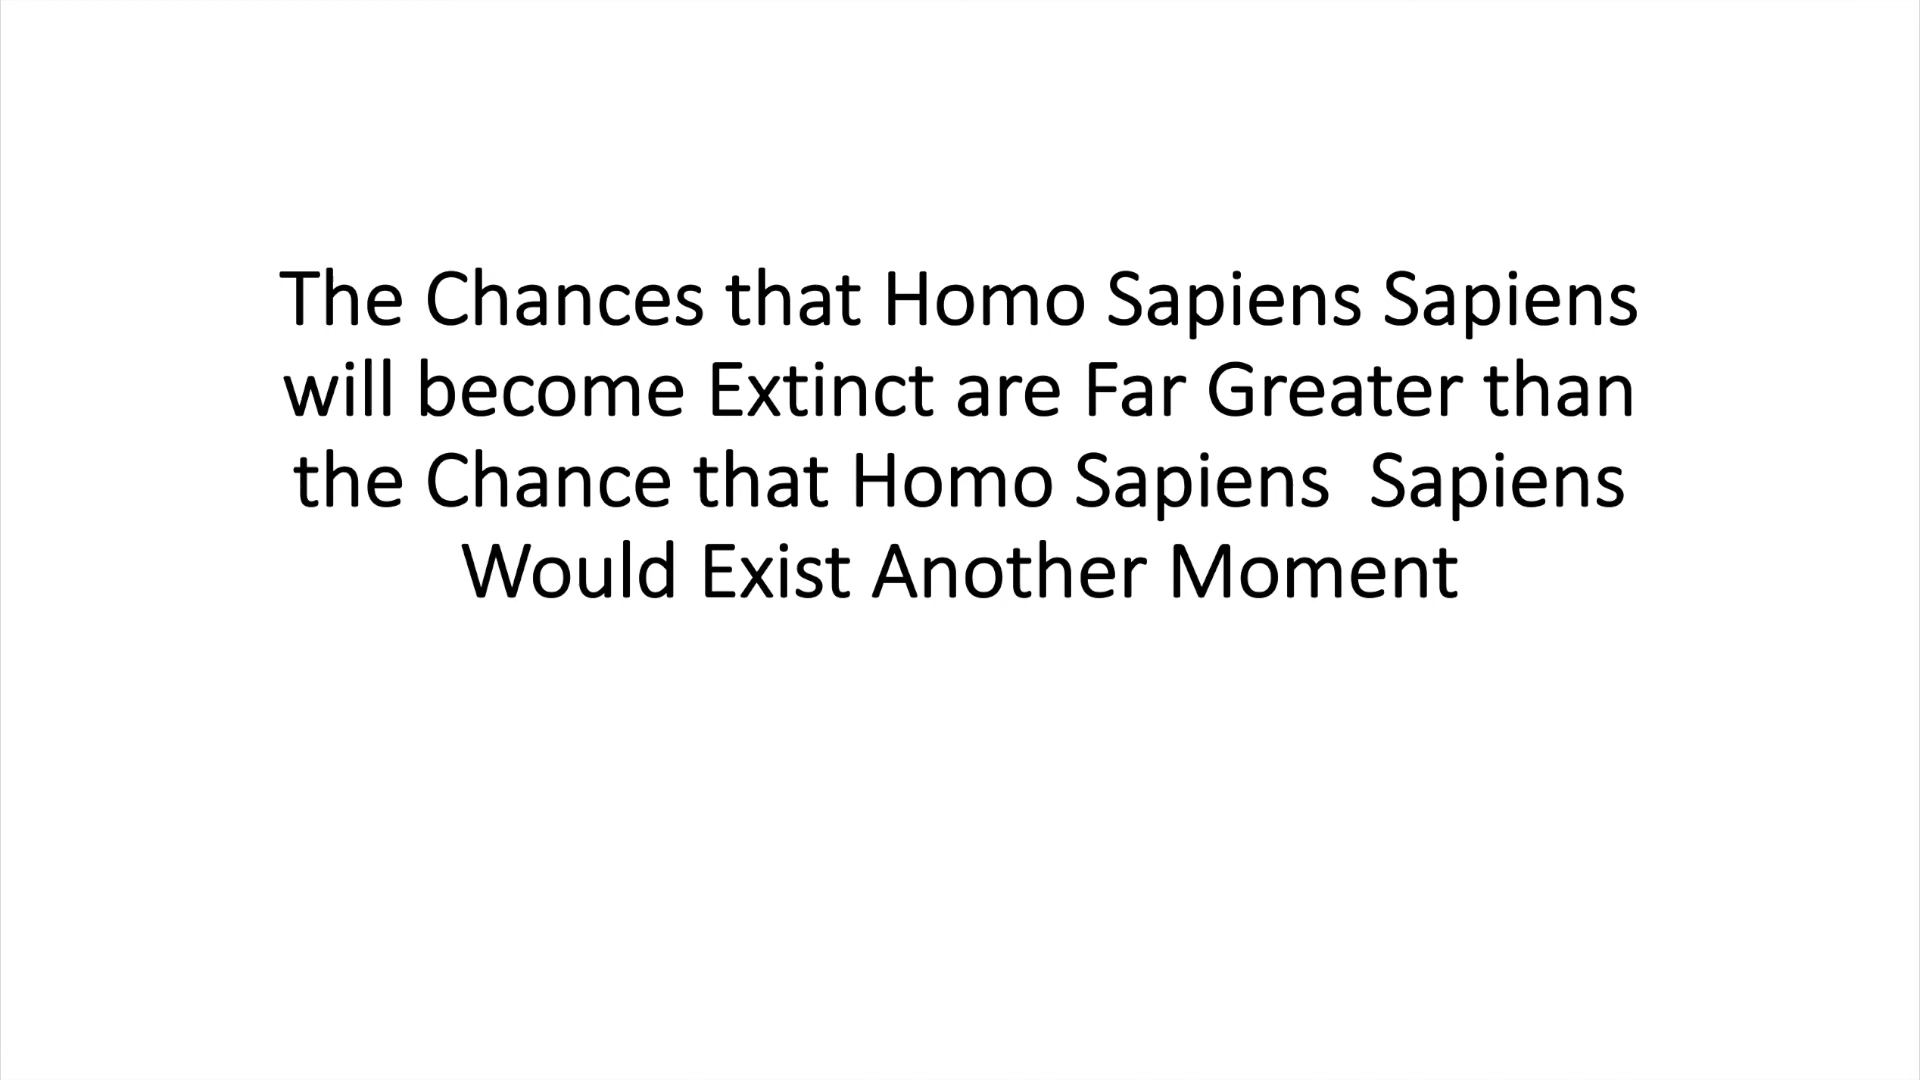 The Chances that Homo Sapiens Sapiens
will become Extinct are Far Greater than
the Chance that Homo Sapiens  Sapiens
Would Exist Another Moment